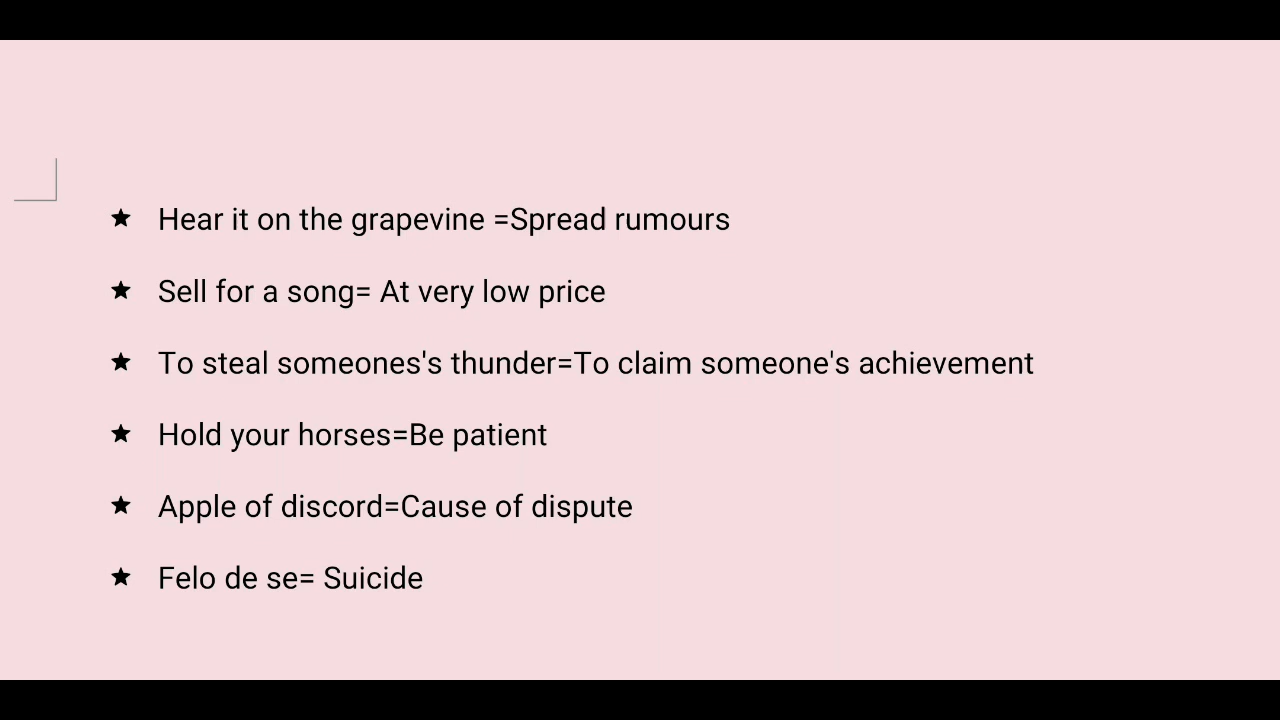 ★ Hear it on the grapevine =Spread rumours
★ Sell for a song= At very low price
★ To steal someones's thunder=To claim someone's achievement
★ Hold your horses=Be patient
★ Apple of discord=Cause of dispute
★ Felo de se= Suicide